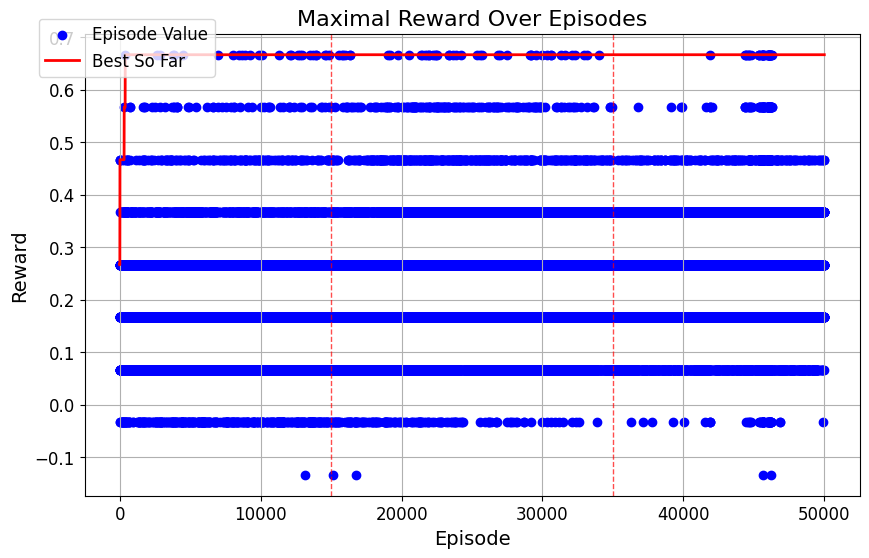 Maximal Reward Over Episodes
Episode Value
Best So Far
0.7
0.6
0.5
0.4
0.3
0.2
0.1
0.0
−0.1
Reward
0 10000 20000 30000 40000 50000
Episode